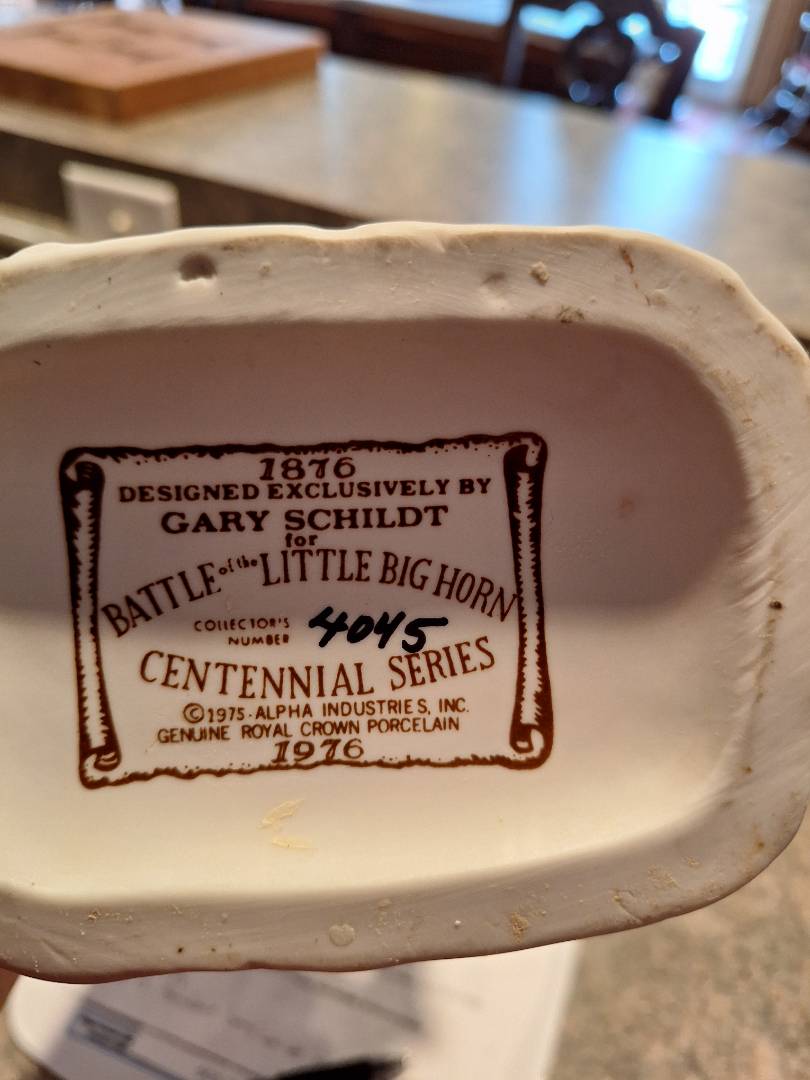 1876
DESIGNED EXCLUSIVELY BY
GARY SCHILDT
for
BATTLE of the LITTLE BIG HORN
COLLECTOR'S
NUMBER 4045
CENTENNIAL SERIES
©1975·ALPHA INDUSTRIES, INC.
GENUINE ROYAL CROWN PORCELAIN
1976